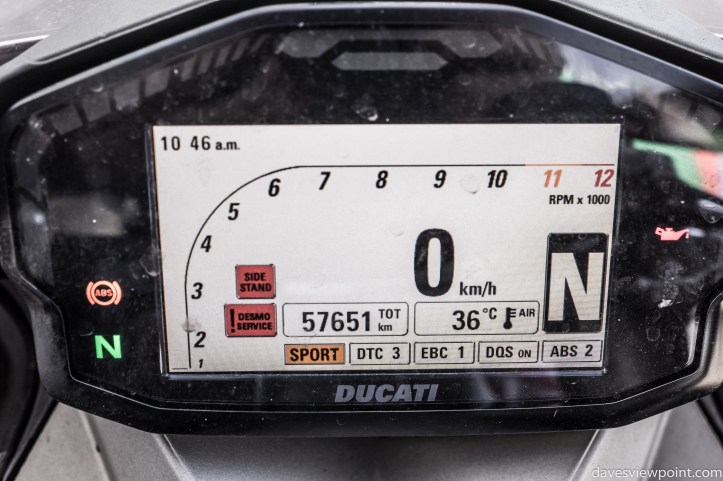 10 46 a.m.
1 2 3 4 5 6 7 8 9 10 11 12
RPM x 1000
0 km/h
N
SIDE
STAND
! DESMO
SERVICE
57651 TOT
km
36 °C AIR
SPORT DTC 3 EBC 1 DQS ON ABS 2
ABS
N
DUCATI
davesviewpoint.com